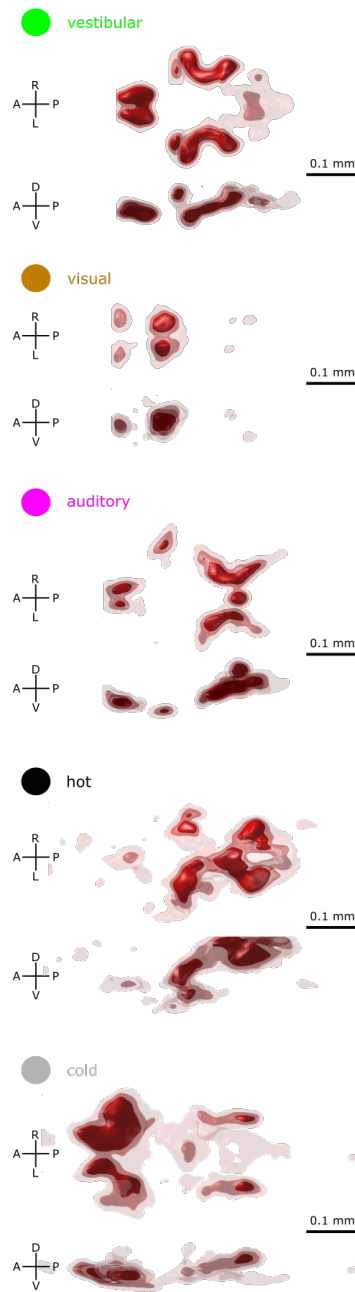 vestibular
R
A P
L
0.1 mm
D
A P
V
visual
R
A P
L
0.1 mm
D
A P
V
auditory
R
A P
L
0.1 mm
D
A P
V
hot
R
A P
L
0.1 mm
D
A P
V
cold
R
A P
L
0.1 mm
D
A P
V